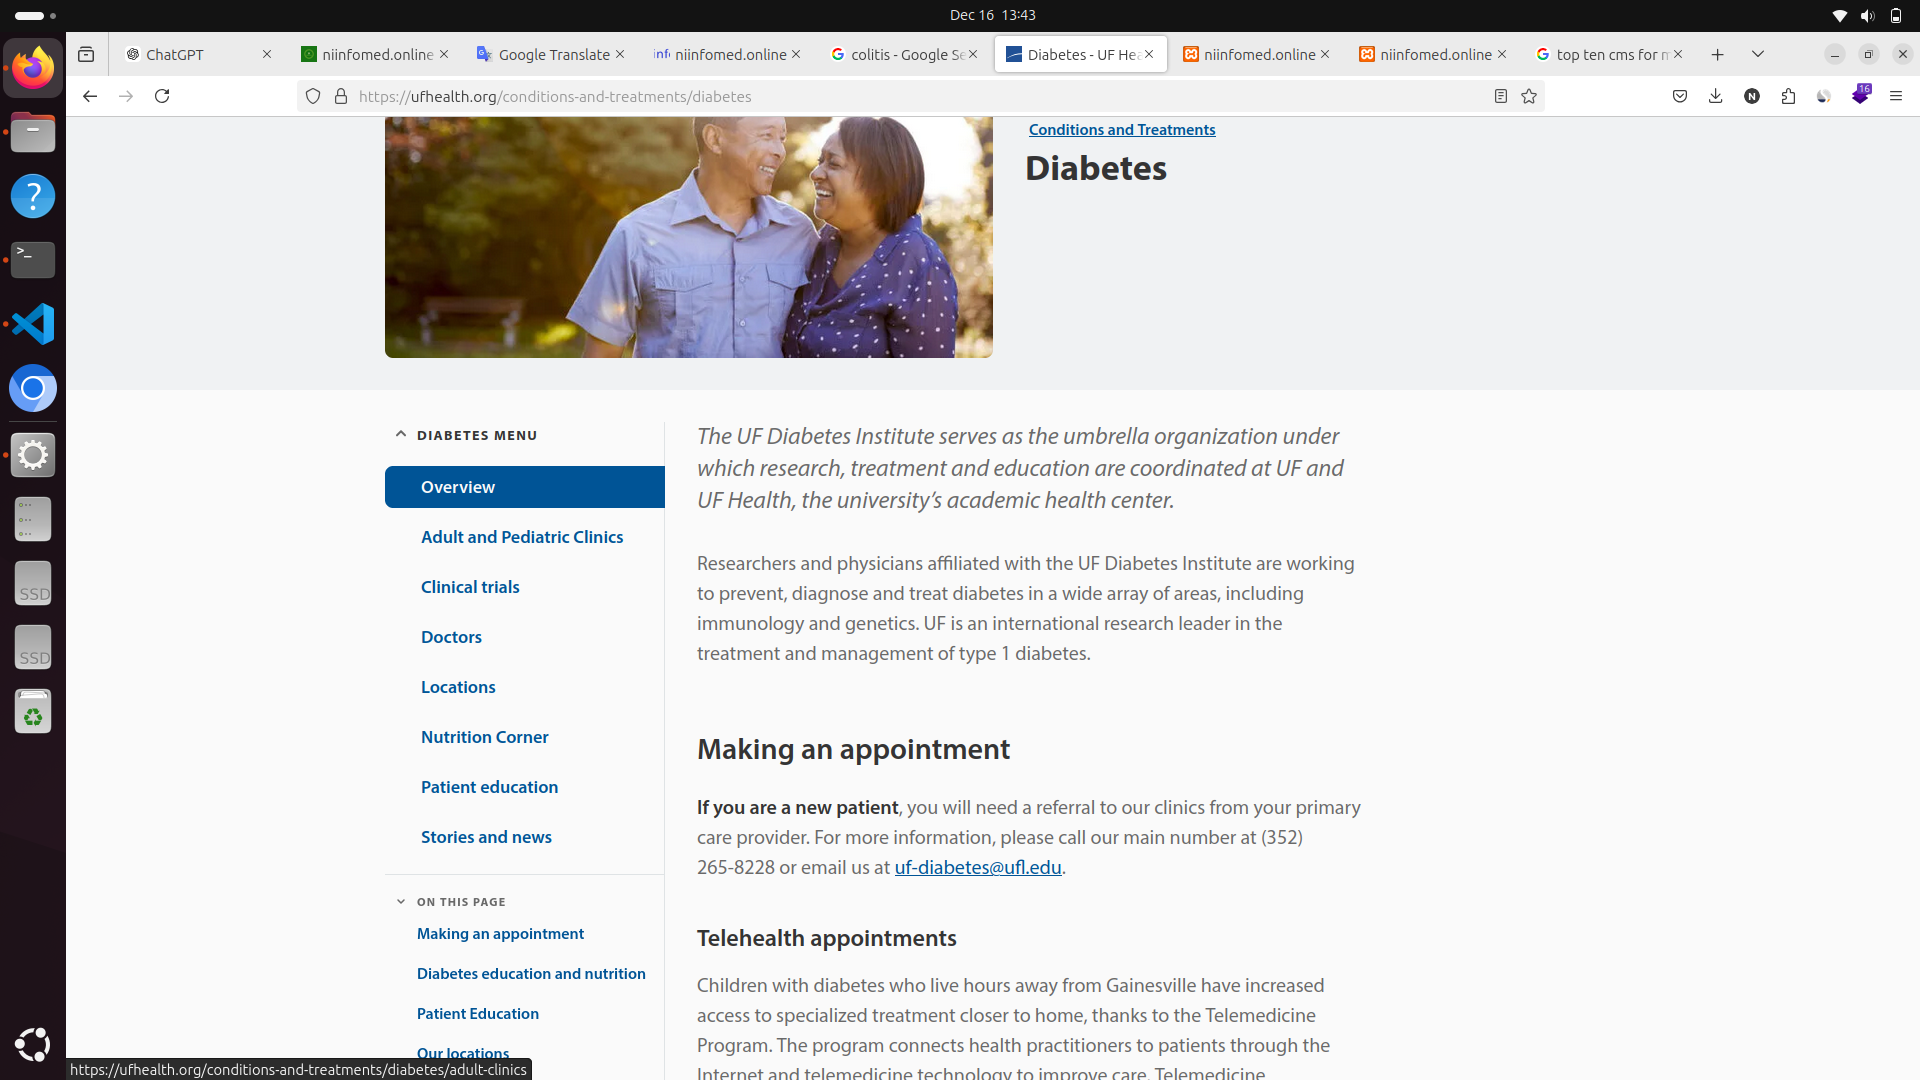 Dec 16 13:43
ChatGPT
niinfomed.online
Google Translate
niinfomed.online
colitis - Google Se
Diabetes - UF Hea
niinfomed.online
niinfomed.online
top ten cms for m
https://ufhealth.org/conditions-and-treatments/diabetes
N
16
Conditions and Treatments
Diabetes
DIABETES MENU
Overview
Adult and Pediatric Clinics
Clinical trials
Doctors
Locations
Nutrition Corner
Patient education
Stories and news
ON THIS PAGE
Making an appointment
Diabetes education and nutrition
Patient Education
Our locations
The UF Diabetes Institute serves as the umbrella organization under
which research, treatment and education are coordinated at UF and
UF Health, the university’s academic health center.
Researchers and physicians affiliated with the UF Diabetes Institute are working
to prevent, diagnose and treat diabetes in a wide array of areas, including
immunology and genetics. UF is an international research leader in the
treatment and management of type 1 diabetes.
Making an appointment
If you are a new patient, you will need a referral to our clinics from your primary
care provider. For more information, please call our main number at (352)
265-8228 or email us at uf-diabetes@ufl.edu.
Telehealth appointments
Children with diabetes who live hours away from Gainesville have increased
access to specialized treatment closer to home, thanks to the Telemedicine
Program. The program connects health practitioners to patients through the
Internet and telemedicine technology to improve care. Telemedicine
SSD
SSD
https://ufhealth.org/conditions-and-treatments/diabetes/adult-clinics